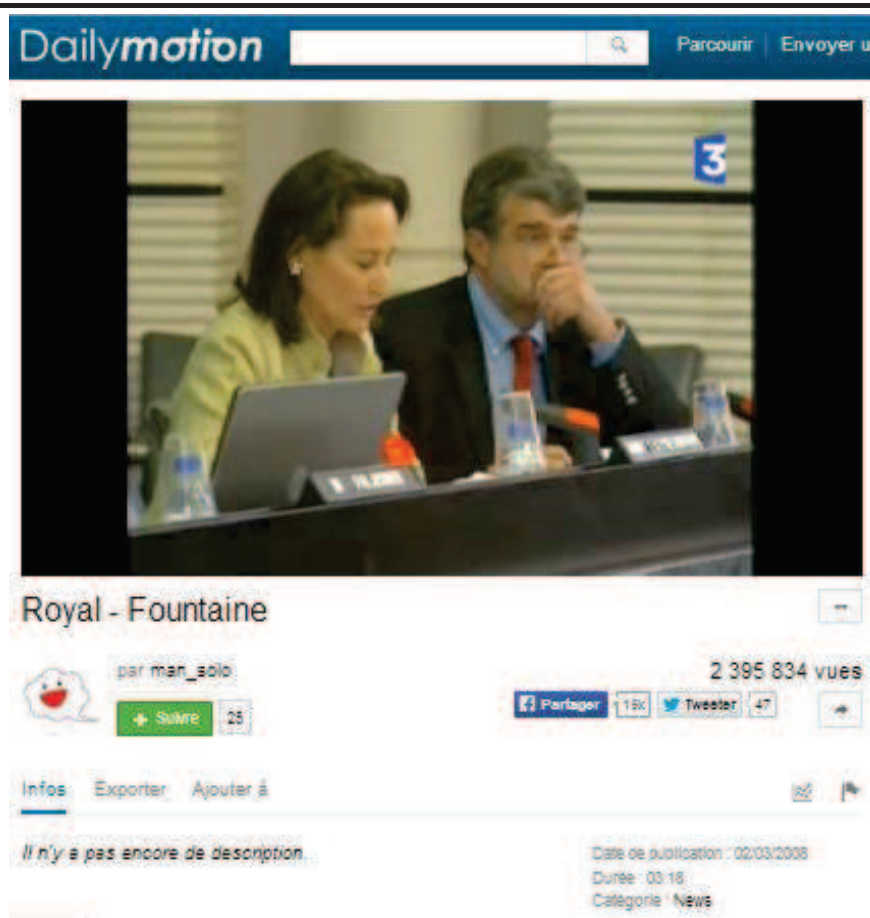 Dailymotion
Parcourir Envoyer u
3
Royal - Fountaine
par man_solo
2 395 834 vues
+ Suivre 25
Partager 16k Tweeter 47
Infos Exporter Ajouter à
Il n'y a pas encore de description.
Date de publication : 02/03/2008
Durée : 03:18
Catégorie : News